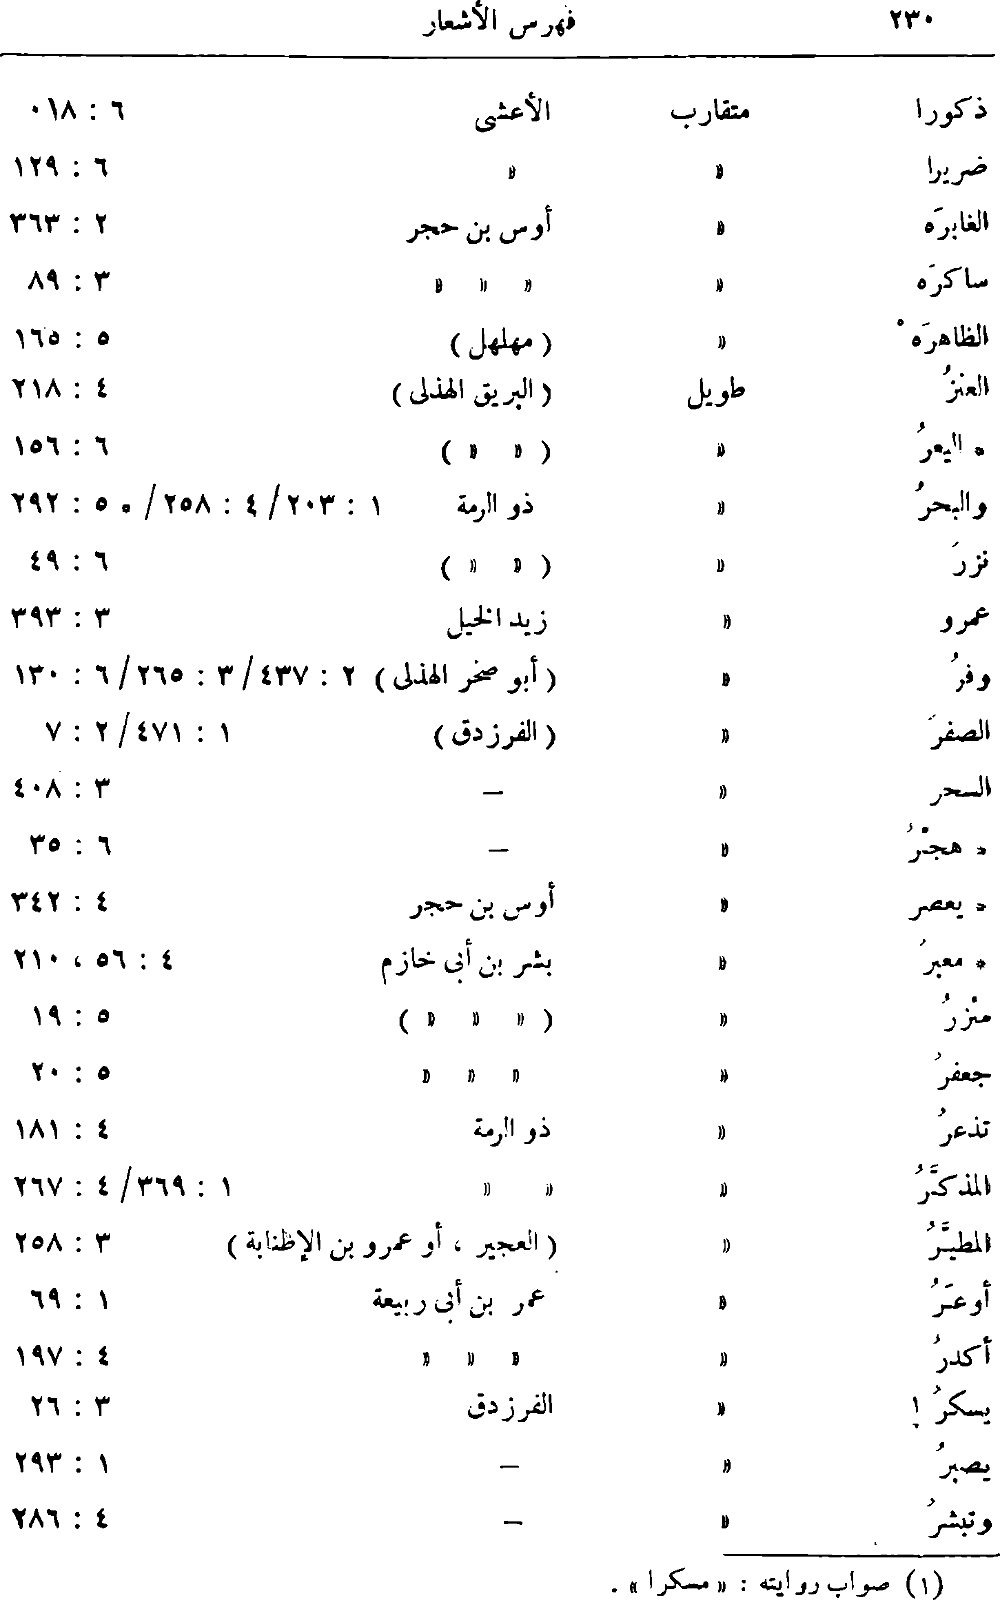 ٢٣٠ فهرس الأشعار
ذكورا متقارب الأعشى ٦ : ٠١٨
ضريرا » » ٦ : ١٢٩
الغابرَه » أوس بن حجر ٢ : ٣٦٣
ساكرَه » » » » ٣ : ٨٩
الظاهرَهْ » ( مهلهل ) ٥ : ١٦٥
العنزُ طويل ( البريق الهذلى ) ٤ : ٢١٨
* اليعرُ » ( » » ) ٦ : ١٥٦
والبحرُ » ذو الرمة ١ : ٢٠٣/ ٤ : ٢٥٨/ * ٥ : ٢٩٢
نزرَ » ( » » ) ٦ : ٤٩
عمرو » زيد الخيل ٣ : ٣٩٣
وفرُ » ( أبو صخر الهذلى ) ٢ : ٤٣٧/ ٣ : ٢٦٥/ ٦ : ١٣٠
الصفرَ » ( الفرزدق ) ١ : ٤٧١/ ٢ : ٧
السحر » — ٣ : ٤٠٨
* هجْرُ » — ٦ : ٣٥
* يعصر » أوس بن حجر ٤ : ٣٤٢
* معبرُ » بشر بن أبى خازم ٤ : ٥٦ ، ٢١٠
مئْزرُ » ( » » » ) ٥ : ١٩
جعفرُ » » » » ٥ : ٢٠
تذعرُ » ذو الرمة ٤ : ١٨١
المذكَّرُ » » » ١ : ٣٦٩/ ٤ : ٢٦٧
المطيَّرُ » ( العجير ، أو عمرو بن الإظنابة ) ٣ : ٢٥٨
أوعَرُ » عمر بن أبى ربيعة ١ : ٦٩
أكدرُ » » » » ٤ : ١٩٧
يسكرُ ١ » الفرزدق ٣ : ٢٦
يصبرُ » — ١ : ٢٩٣
وتبشرُ » — ٤ : ٢٨٦
(١) صواب روايته : « مسكرا » .